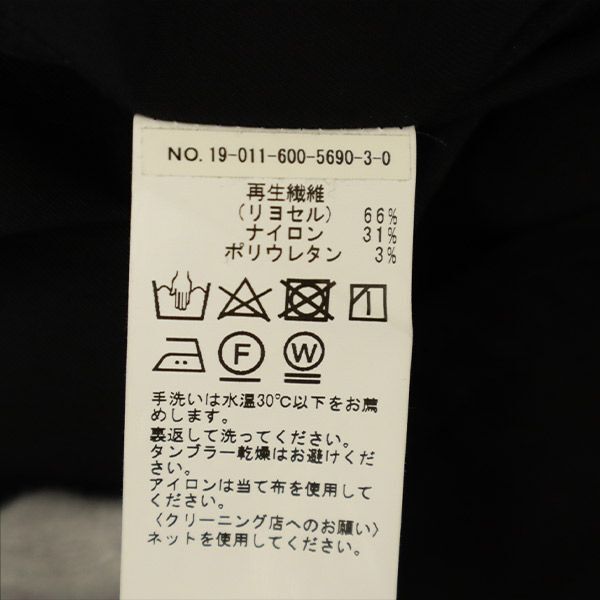 NO. 19-011-600-5690-3-0
再生繊維
(リヨセル) 66%
ナイロン 31%
ポリウレタン 3%
F W
手洗いは水温30℃以下をお薦
めします。
裏返して洗ってください。
タンブラー乾燥はお避けくだ
さい。
アイロンは当て布を使用して
ください。
〈クリーニング店へのお願い〉
ネットを使用してください。